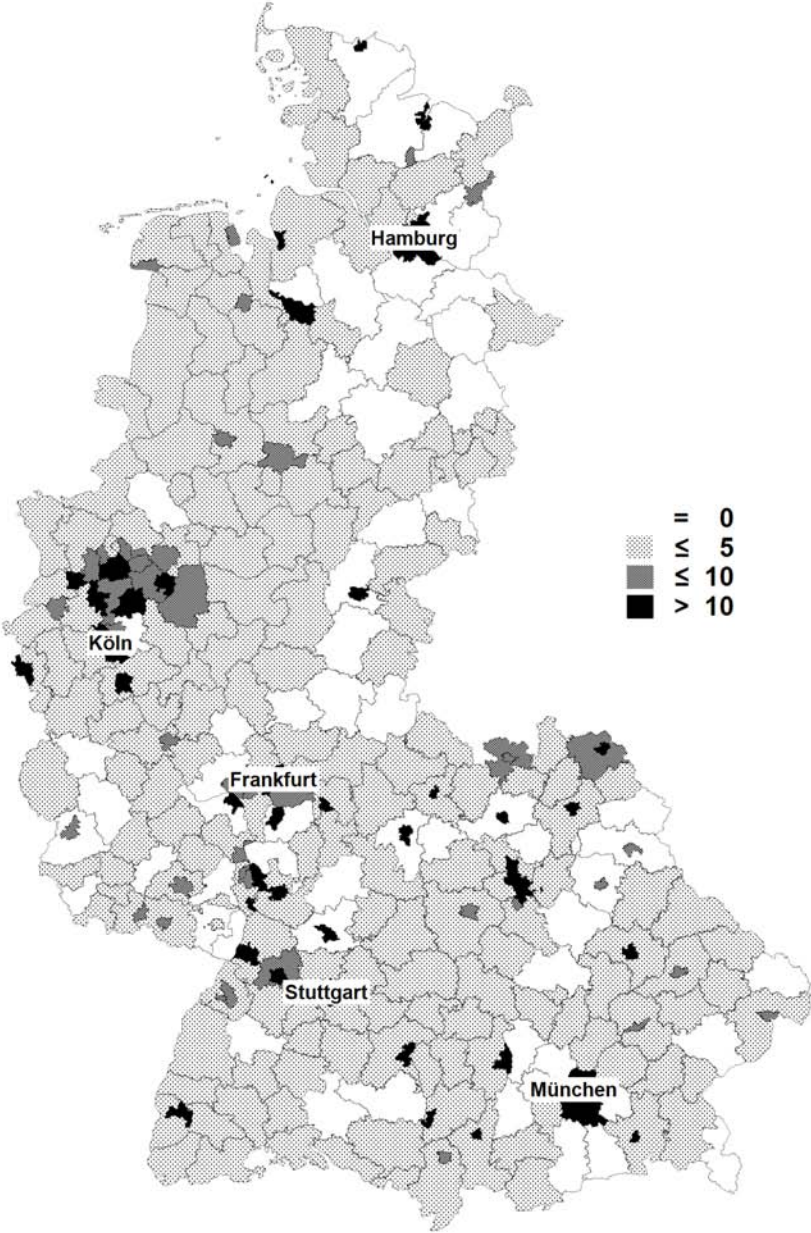 Hamburg
= 0
≤ 5
≤ 10
> 10
Köln
Frankfurt
Stuttgart
München